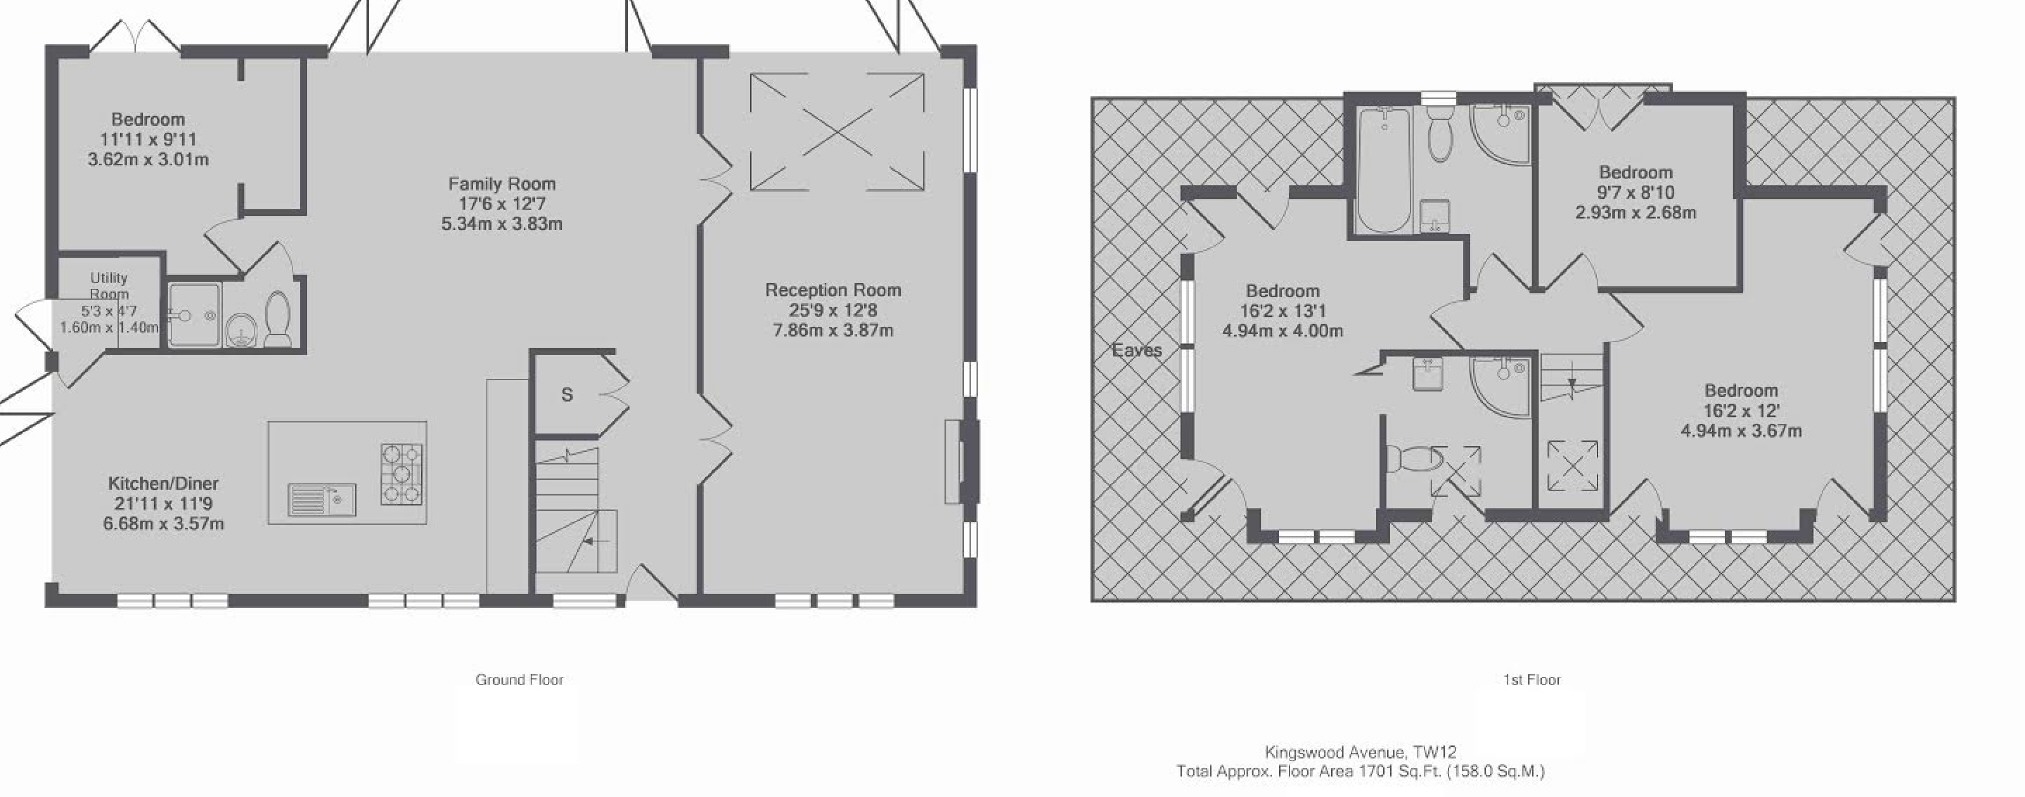 Bedroom
11'11 x 9'11
3.62m x 3.01m
Family Room
17'6 x 12'7
5.34m x 3.83m
Utility
Room
5'3 x 4'7
1.60m x 1.40m
Reception Room
25'9 x 12'8
7.86m x 3.87m
S
Kitchen/Diner
21'11 x 11'9
6.68m x 3.57m
Ground Floor
Bedroom
9'7 x 8'10
2.93m x 2.68m
Bedroom
16'2 x 13'1
4.94m x 4.00m
Eaves
Bedroom
16'2 x 12'
4.94m x 3.67m
1st Floor
Kingswood Avenue, TW12
Total Approx. Floor Area 1701 Sq.Ft. (158.0 Sq.M.)